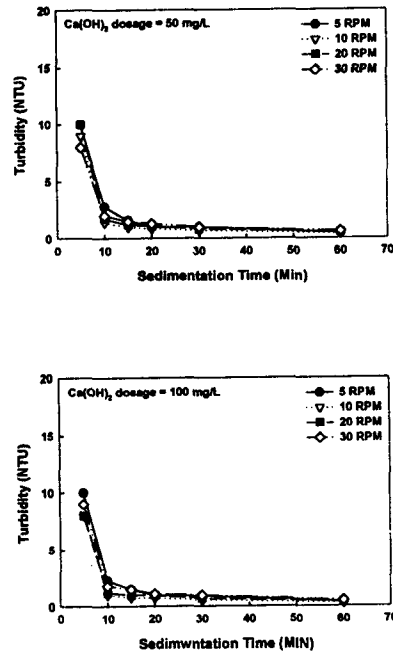 Ca(OH)₂ dosage = 50 mg/L
5 RPM
10 RPM
20 RPM
30 RPM
20
15
10
5
0
Turbidity (NTU)
0 10 20 30 40 50 60 70
Sedimentation Time (Min)
Ca(OH)₂ dosage = 100 mg/L
5 RPM
10 RPM
20 RPM
30 RPM
20
15
10
5
0
Turbidity (NTU)
0 10 20 30 40 50 60 70
Sedimwntation Time (MIN)